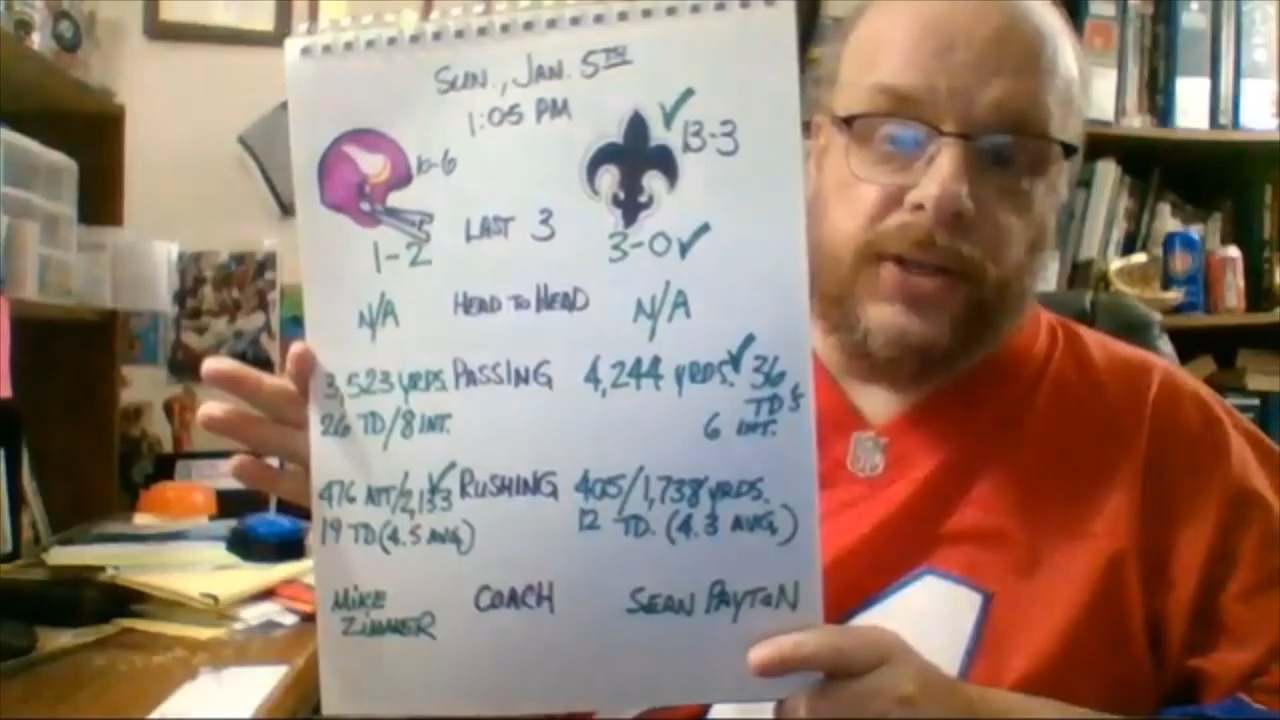 SUN., JAN. 5TH
1:05 PM
10-6
13-3
1-2 LAST 3 3-0
N/A HEAD TO HEAD N/A
3,523 YRDS. PASSING 4,244 YRDS. 36
26 TD/8 INT. TDS
6 INT.
476 ATT/2,133 RUSHING 405/1,738 YRDS.
19 TD (4.5 AVG) 12 TD. (4.3 AVG.)
MIKE COACH SEAN PAYTON
ZIMMER
NFL